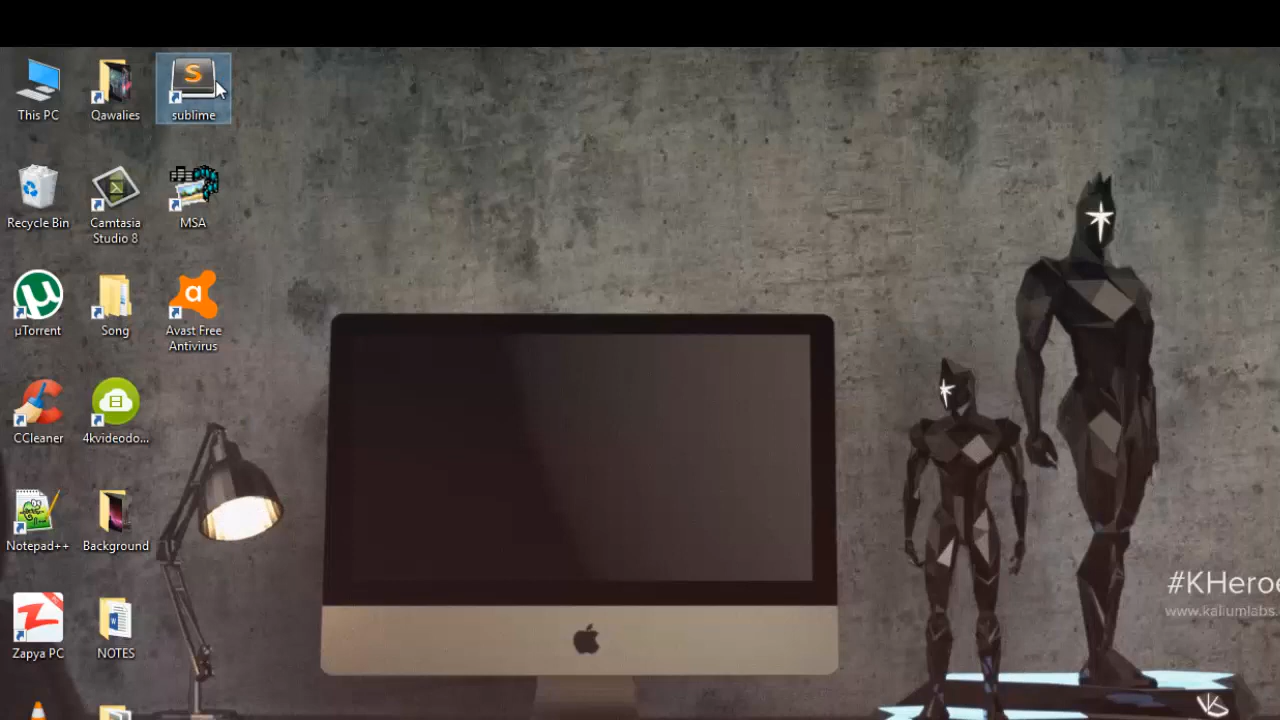 This PC
Qawalies
sublime
Recycle Bin
Camtasia
Studio 8
MSA
µTorrent
Song
Avast Free
Antivirus
CCleaner
4kvideodo...
Notepad++
Background
Zapya PC
NOTES
#KHeroe
www.kaliumlabs.